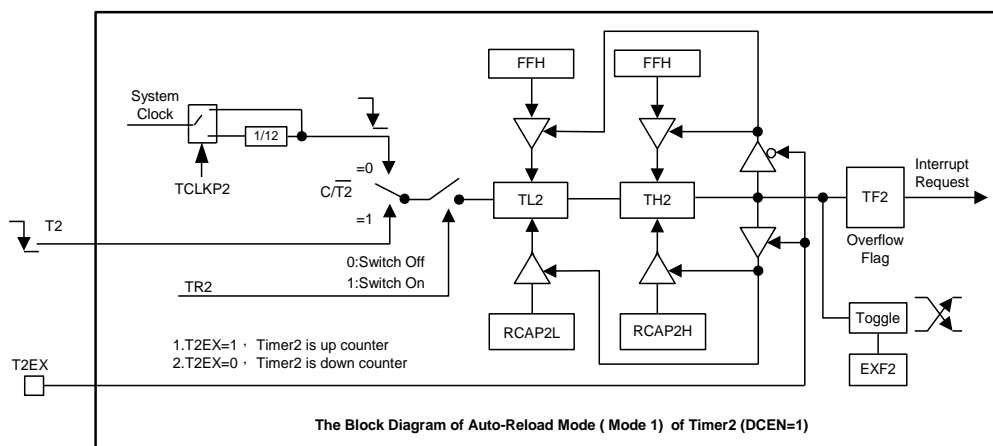 FFH
FFH
System
Clock
1/12
TCLKP2
=0
C/T2
=1
TL2
TH2
TF2
Interrupt
Request
Overflow
Flag
T2
0:Switch Off
1:Switch On
TR2
RCAP2L
RCAP2H
Toggle
EXF2
1.T2EX=1， Timer2 is up counter
2.T2EX=0， Timer2 is down counter
T2EX
The Block Diagram of Auto-Reload Mode ( Mode 1) of Timer2 (DCEN=1)